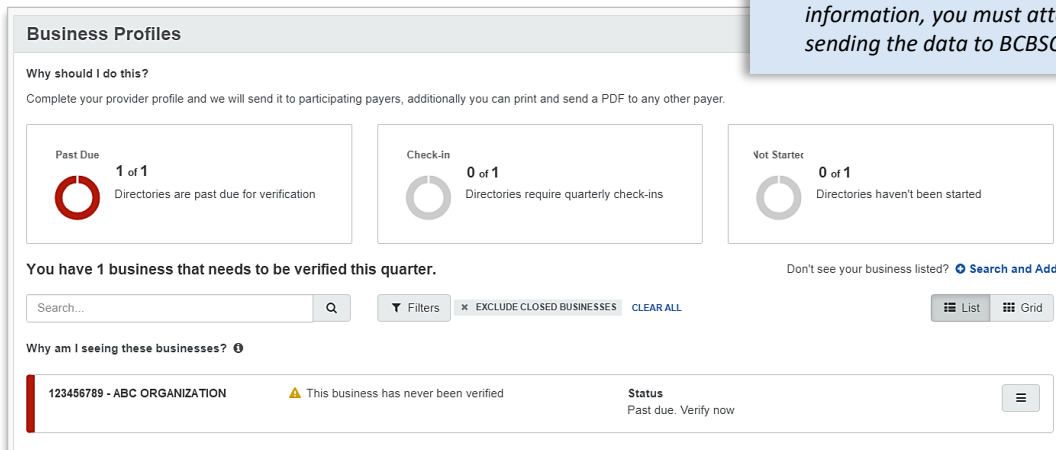 information, you must
sending the data to
Business Profiles
Why should I do this?
Complete your provider profile and we will send it to participating payers, additionally you can print and send a PDF to any other payer.
Past Due
1 of 1
Directories are past due for verification
Check-in
0 of 1
Directories require quarterly check-ins
Not Started
0 of 1
Directories haven't been started
You have 1 business that needs to be verified this quarter.
Don't see your business listed? Search and Add
Search...
Filters
× EXCLUDE CLOSED BUSINESSES
CLEAR ALL
List
Grid
Why am I seeing these businesses?
123456789 - ABC ORGANIZATION
This business has never been verified
Status
Past due. Verify now